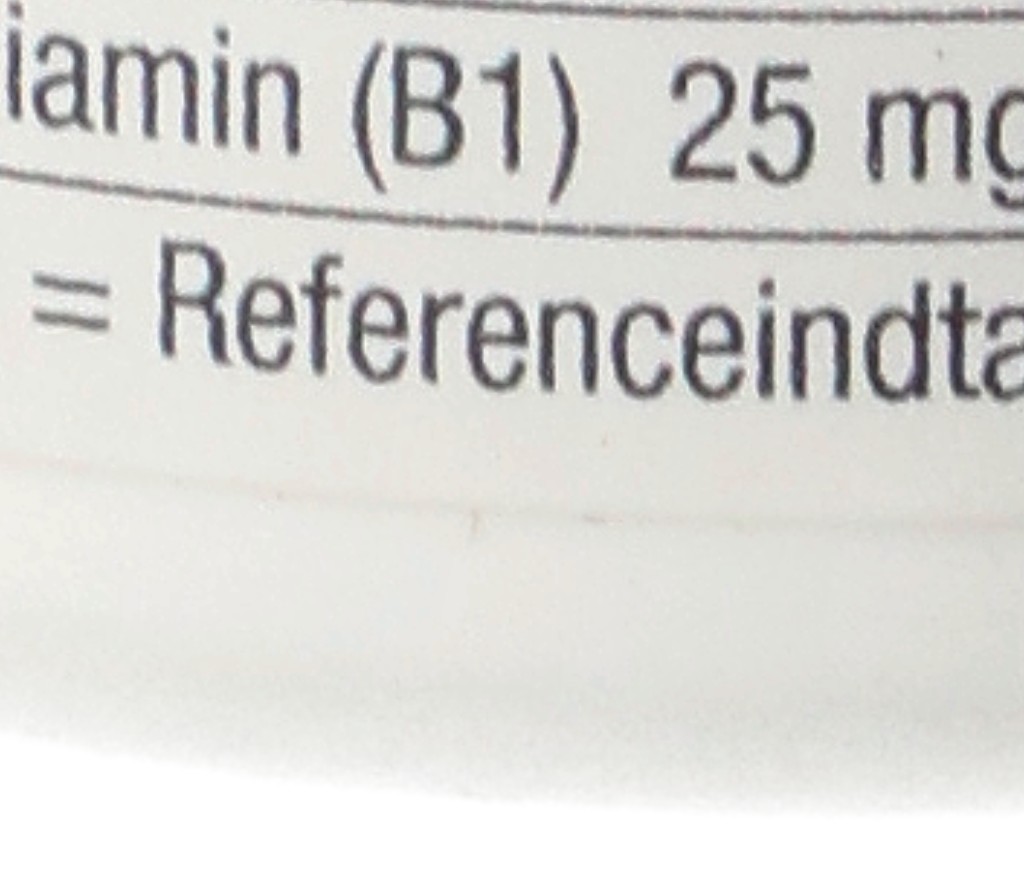 iamin (B1) 25 mg
= Referenceindta